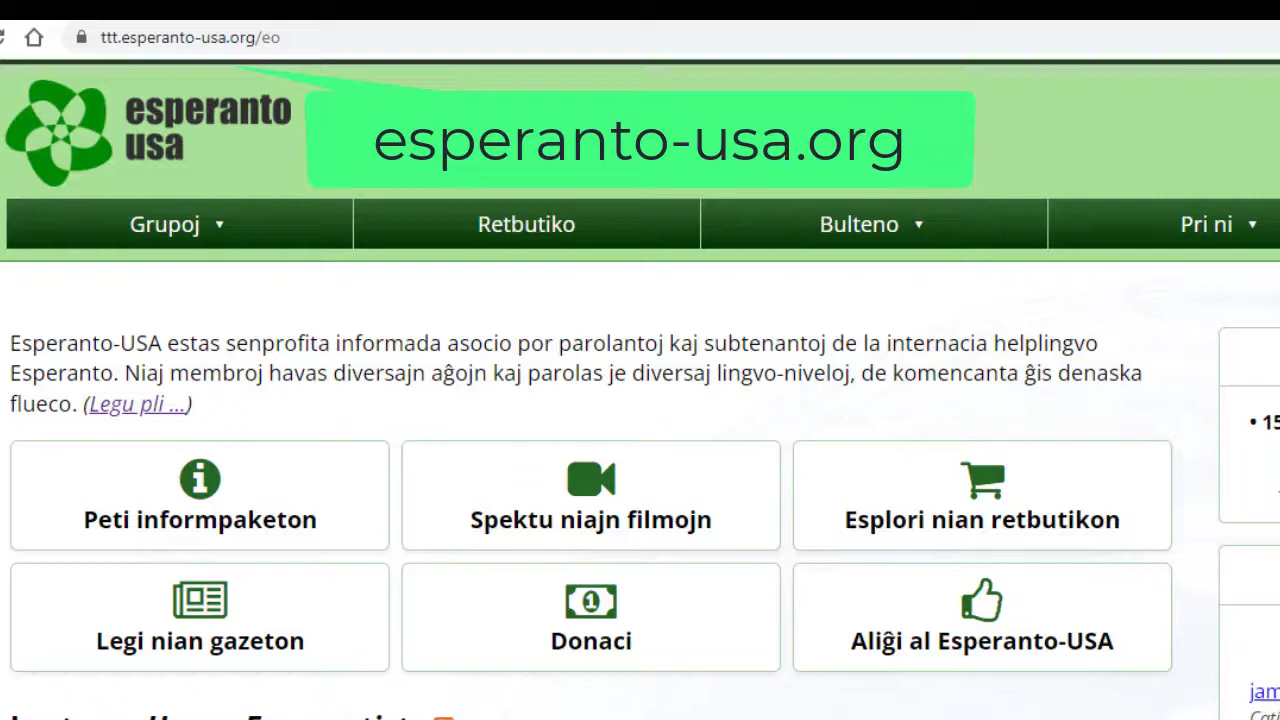 ttt.esperanto-usa.org/eo
esperanto
usa
esperanto-usa.org
Grupoj Retbutiko Bulteno Pri ni
Esperanto-USA estas senprofita informada asocio por parolantoj kaj subtenantoj de la internacia helplingvo
Esperanto. Niaj membroj havas diversajn aĝojn kaj parolas je diversaj lingvo-niveloj, de komencanta ĝis denaska
flueco. (Legu pli ...)
• 15
Peti informpaketon Spektu niajn filmojn Esplori nian retbutikon
Legi nian gazeton Donaci Aliĝi al Esperanto-USA
jam